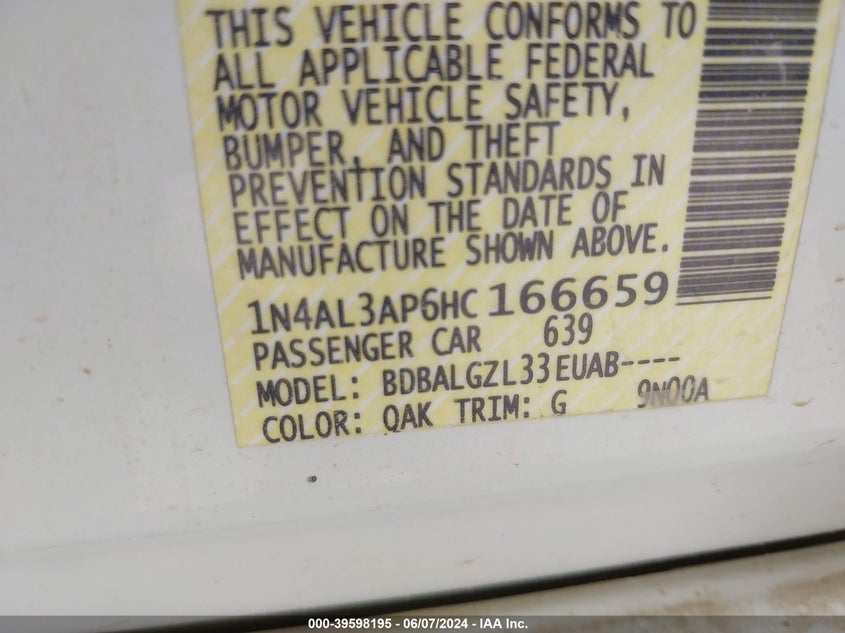 THIS VEHICLE CONFORMS TO
ALL APPLICABLE FEDERAL
MOTOR VEHICLE SAFETY,
BUMPER, AND THEFT
PREVENTION STANDARDS IN
EFFECT ON THE DATE OF
MANUFACTURE SHOWN ABOVE.
1N4AL3AP6HC166659
PASSENGER CAR 639
MODEL: BDBALGZL33EUAB----
COLOR: QAK TRIM: G 9N00A
000-39598195 - 06/07/2024 - IAA Inc.